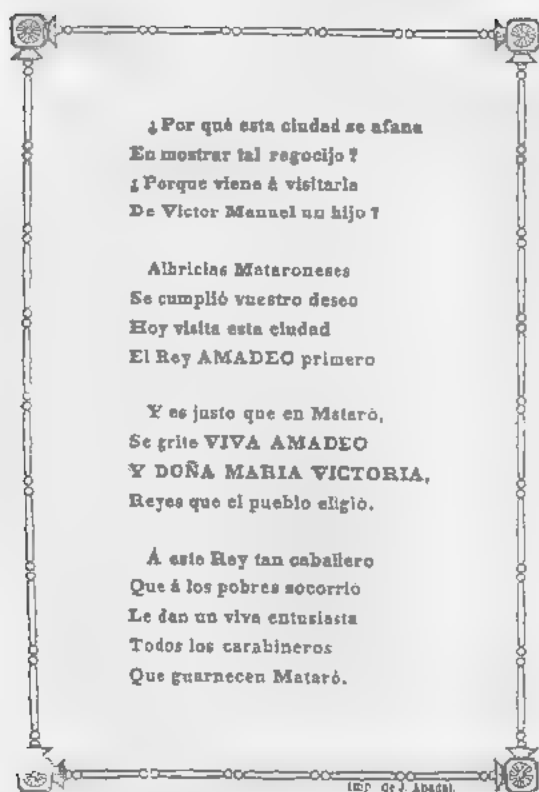 ¿Por qué esta ciudad se afana
En mostrar tal regocijo?
¿Porque viene á visitarla
De Victor Manuel un hijo?
Albricias Mataroneses
Se cumplió vuestro deseo
Hoy visita esta ciudad
El Rey AMADEO primero
Y es justo que en Mataró,
Se grite VIVA AMADEO
Y DOÑA MARIA VICTORIA,
Reyes que el pueblo eligió.
Á este Rey tan caballero
Que á los pobres socorrió
Le dan un viva entusiasta
Todos los carabineros
Que guarnecen Mataró.
Imp. de J. Abadal.